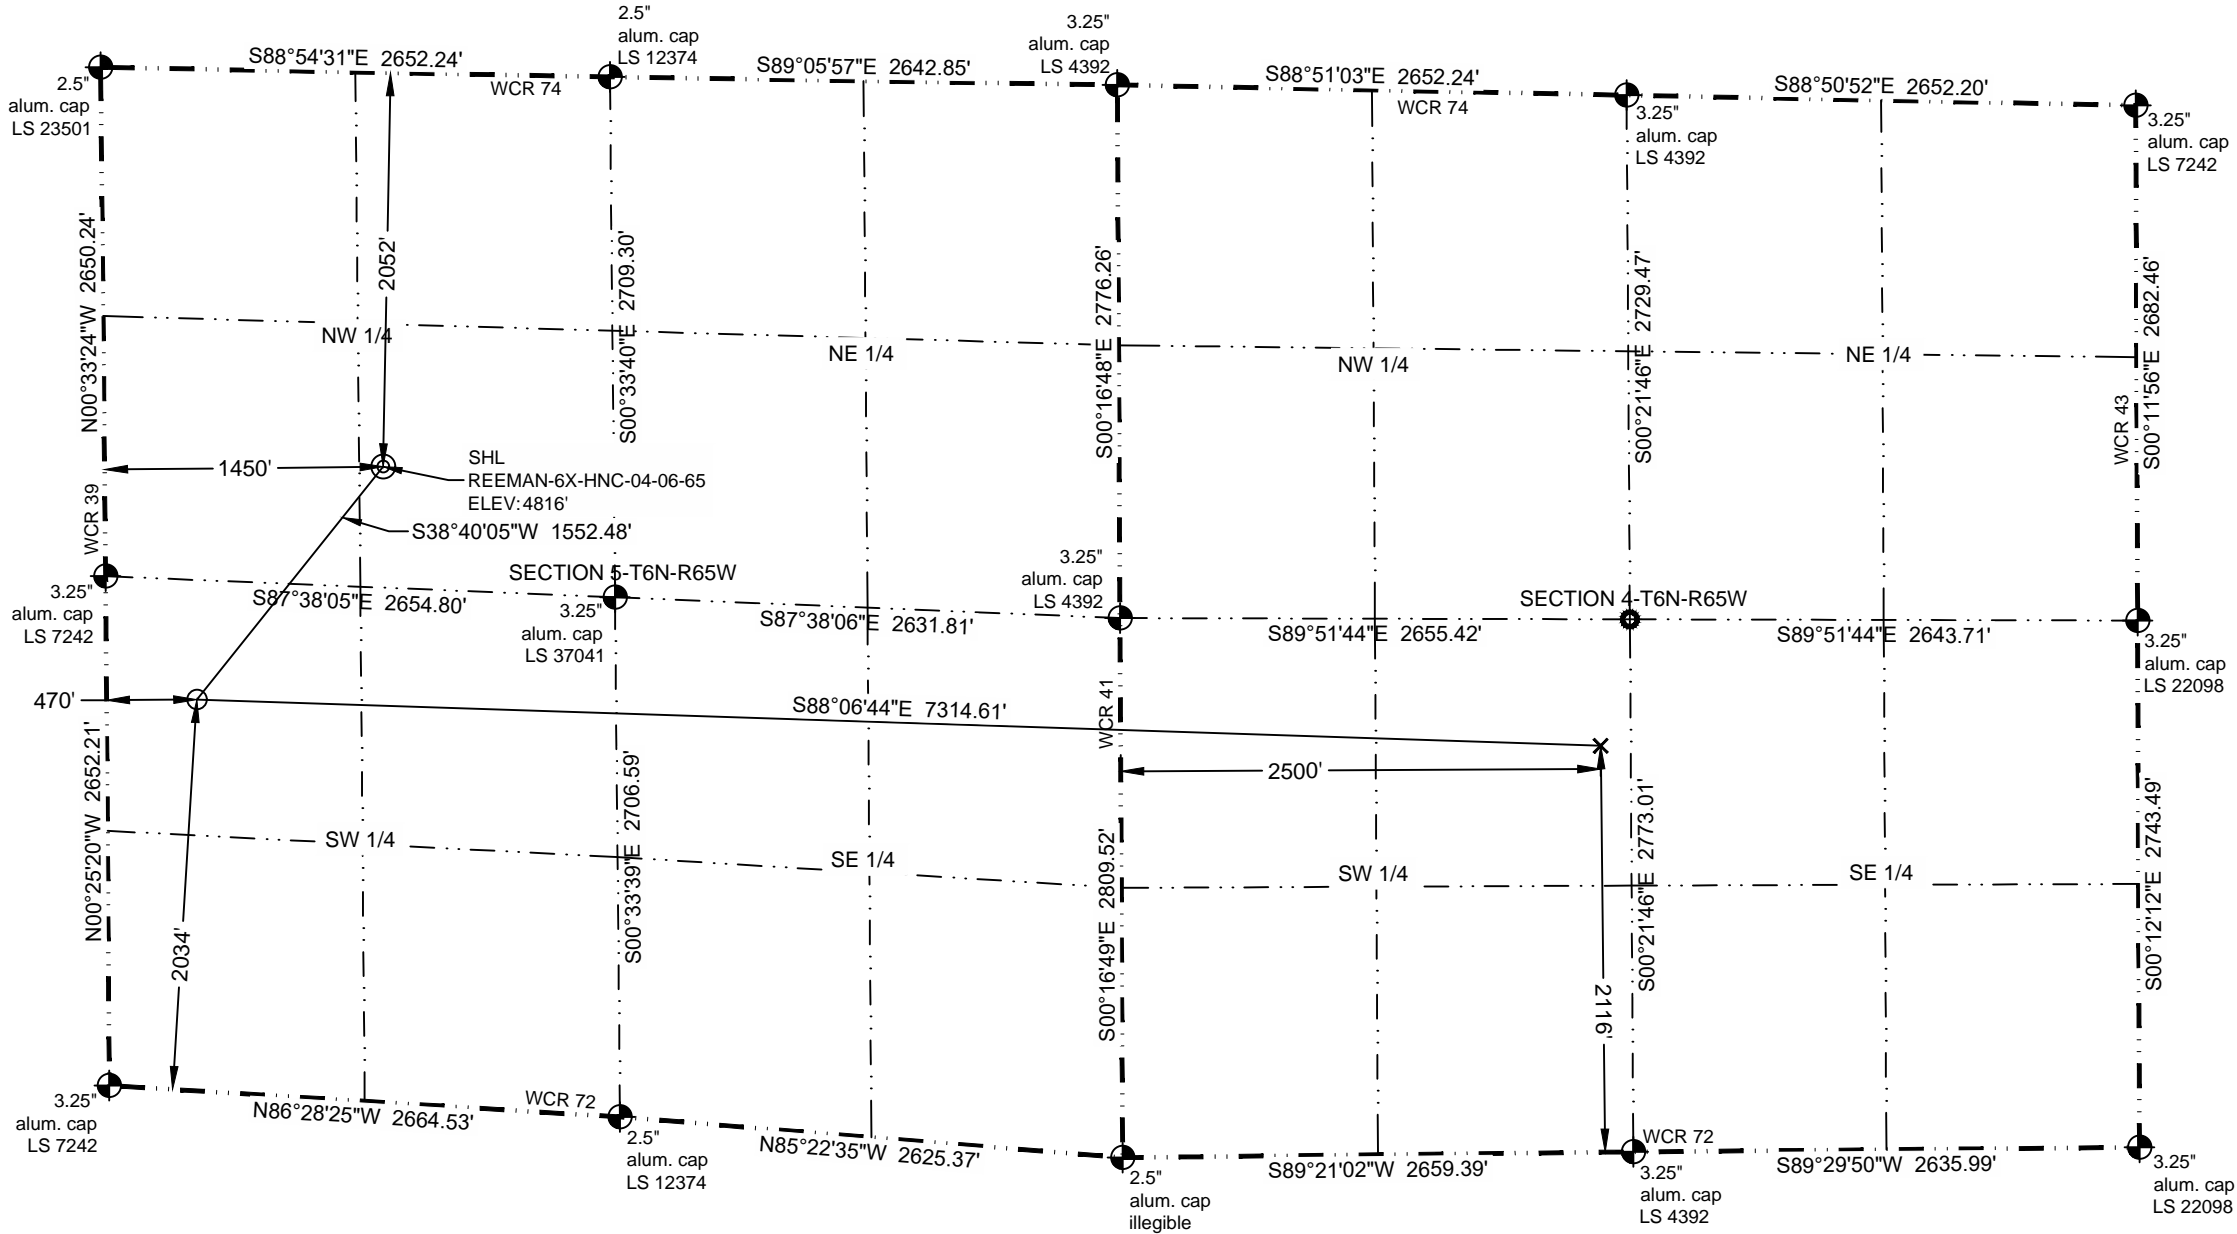 2.5"
alum. cap
LS 12374
3.25"
alum. cap
LS 4392
S88°54'31"E 2652.24'
WCR 74
S89°05'57"E 2642.85'
S88°51'03"E 2652.24'
WCR 74
S88°50'52"E 2652.20'
2.5"
alum. cap
LS 23501
3.25"
alum. cap
LS 4392
3.25"
alum. cap
LS 7242
N00°33'24"W 2650.24'
2052'
S00°33'40"E 2709.30'
S00°16'48"E 2776.26'
S00°21'46"E 2729.47'
S00°11'56"E 2682.46'
NW 1/4
NE 1/4
NW 1/4
NE 1/4
WCR 43
1450'
SHL
REEMAN-6X-HNC-04-06-65
ELEV:4816'
WCR 39
S38°40'05"W 1552.48'
3.25"
alum. cap
LS 7242
SECTION 5-T6N-R65W
S87°38'05"E 2654.80'
3.25"
alum. cap
LS 37041
3.25"
alum. cap
LS 4392
S87°38'06"E 2631.81'
SECTION 4-T6N-R65W
S89°51'44"E 2655.42'
S89°51'44"E 2643.71'
3.25"
alum. cap
LS 22098
470'
S88°06'44"E 7314.61'
WCR 41
2500'
N00°25'20"W 2652.21'
2034'
S00°33'39"E 2706.59'
S00°16'49"E 2809.52'
2116'
S00°21'46"E 2773.01'
S00°12'12"E 2743.49'
SW 1/4
SE 1/4
SW 1/4
SE 1/4
3.25"
alum. cap
LS 7242
N86°28'25"W 2664.53'
WCR 72
2.5"
alum. cap
LS 12374
N85°22'35"W 2625.37'
2.5"
alum. cap
illegible
S89°21'02"W 2659.39'
WCR 72
3.25"
alum. cap
LS 4392
S89°29'50"W 2635.99'
3.25"
alum. cap
LS 22098